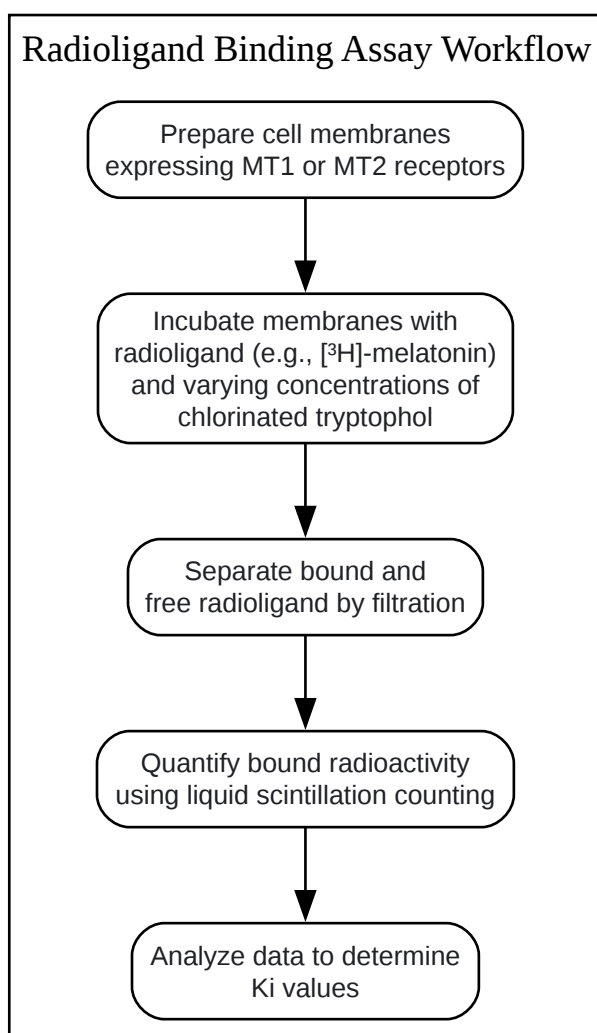 Radioligand Binding Assay Workflow
Prepare cell membranes
expressing MT1 or MT2 receptors
Incubate membranes with
radioligand (e.g., [³H]-melatonin)
and varying concentrations of
chlorinated tryptophol
Separate bound and
free radioligand by filtration
Quantify bound radioactivity
using liquid scintillation counting
Analyze data to determine
Ki values